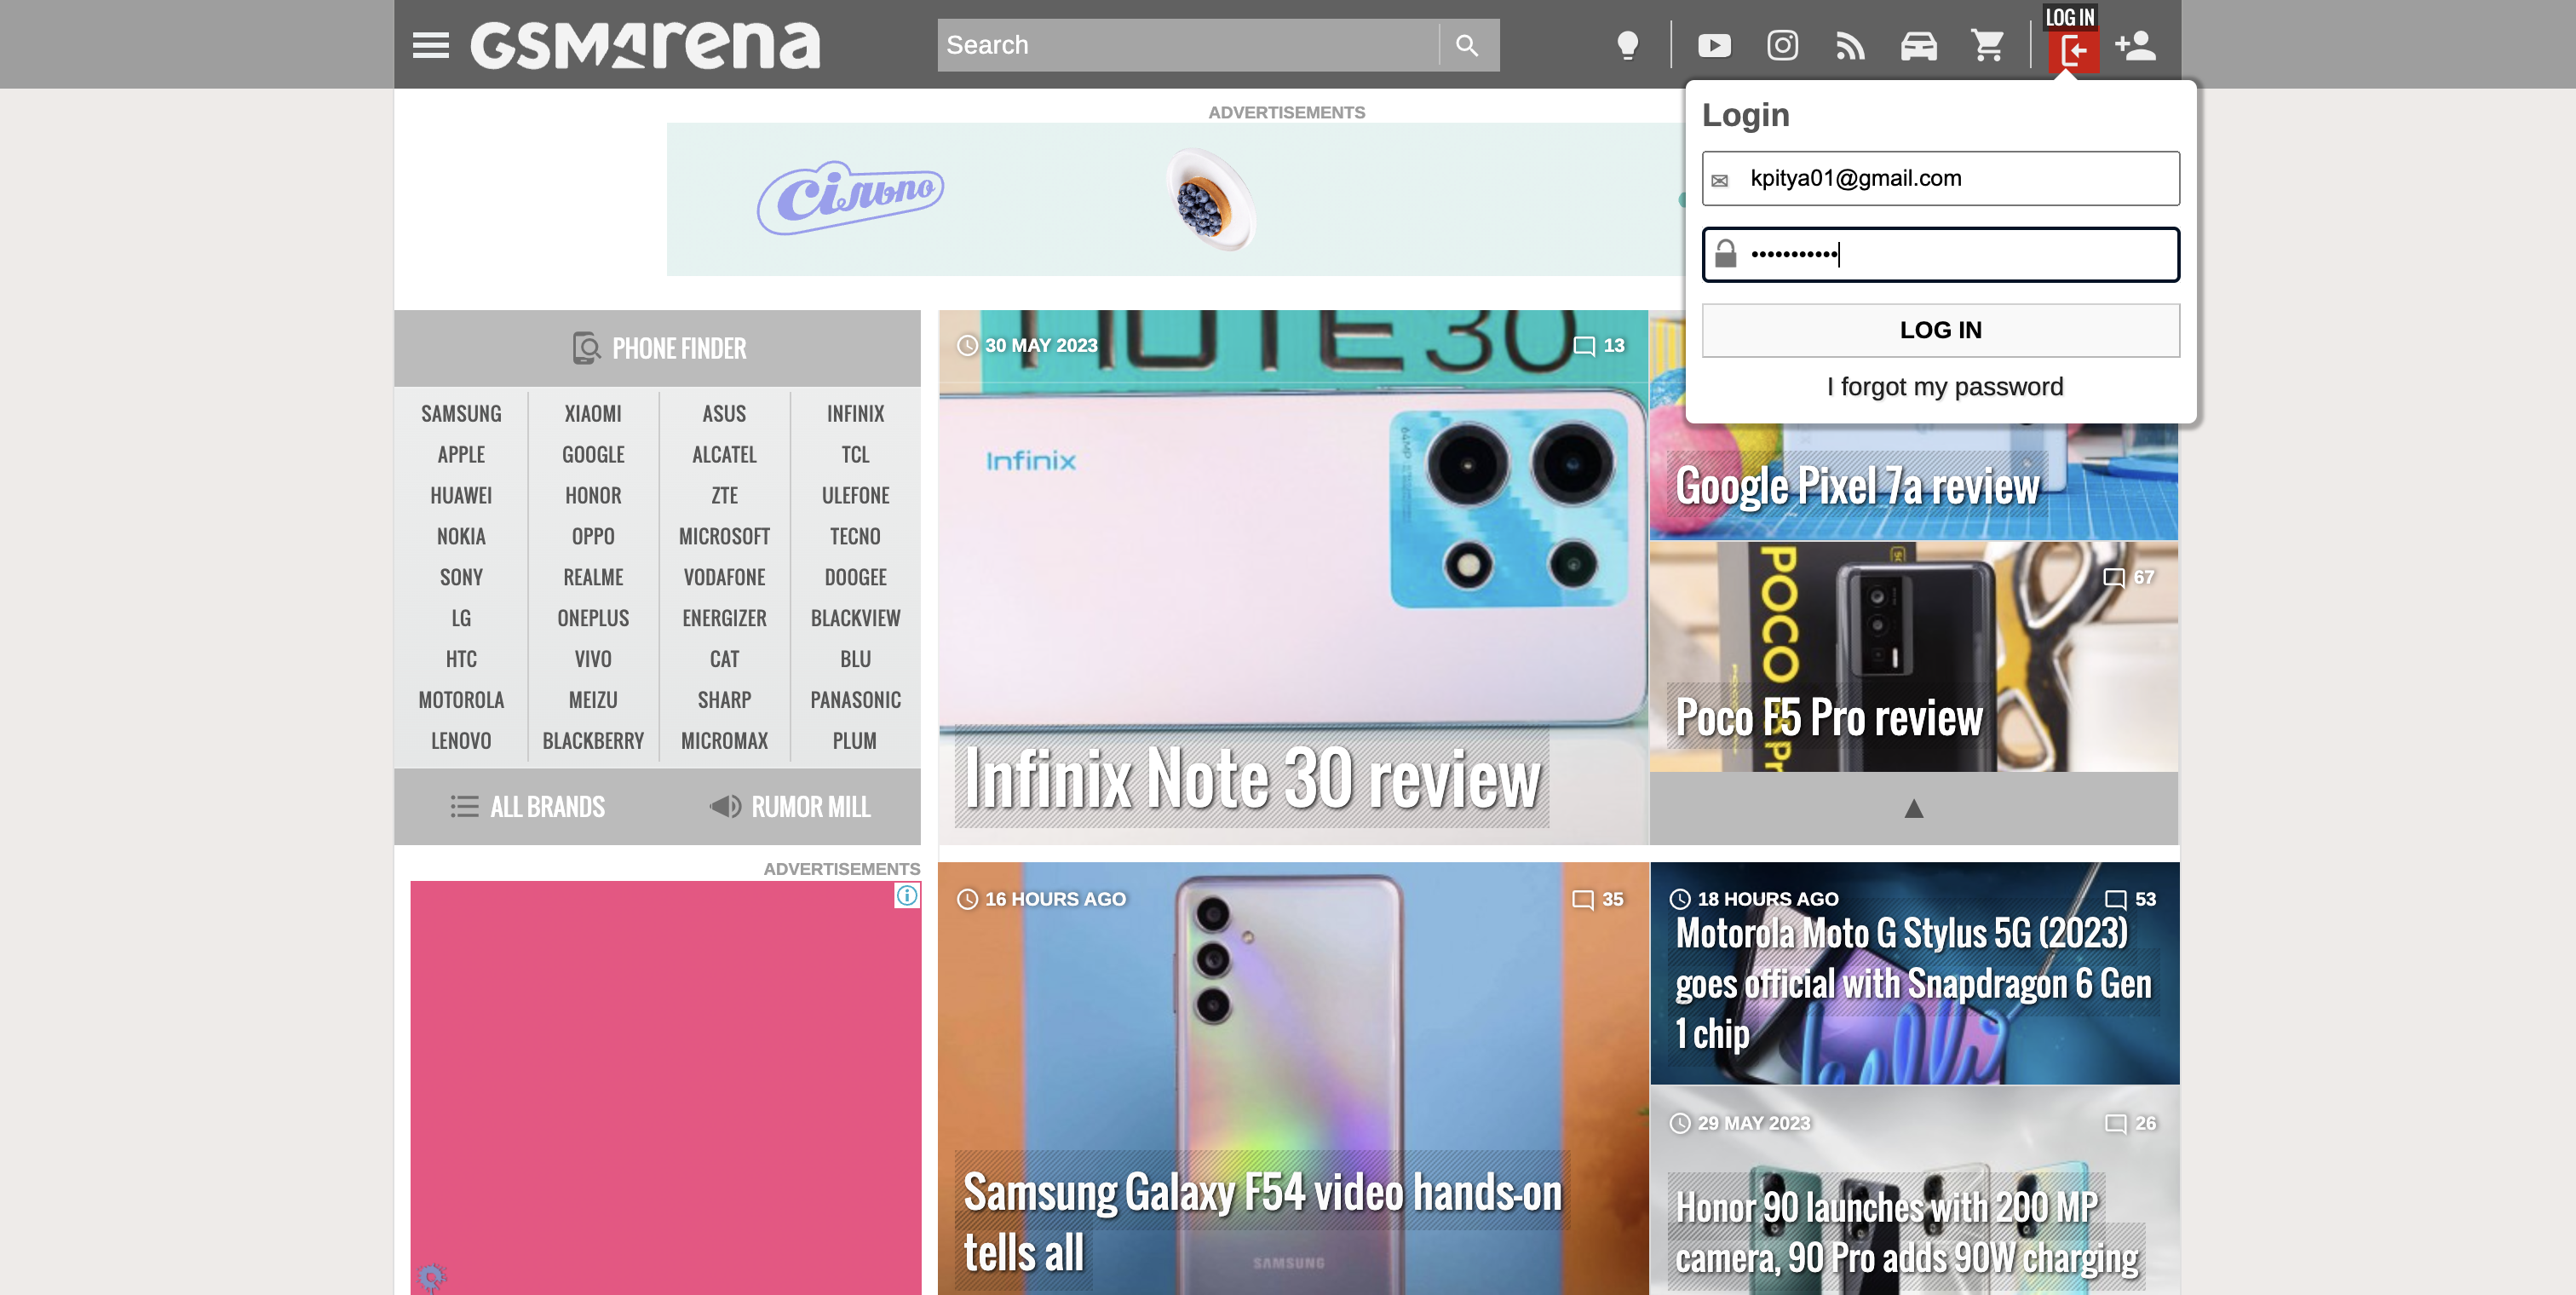 GSMArena
Search
LOG IN
ADVERTISEMENTS
Сільпо
Login
kpitya01@gmail.com
•••••••••••
LOG IN
I forgot my password
PHONE FINDER
SAMSUNG XIAOMI ASUS INFINIX
APPLE GOOGLE ALCATEL TCL
HUAWEI HONOR ZTE ULEFONE
NOKIA OPPO MICROSOFT TECNO
SONY REALME VODAFONE DOOGEE
LG ONEPLUS ENERGIZER BLACKVIEW
HTC VIVO CAT BLU
MOTOROLA MEIZU SHARP PANASONIC
LENOVO BLACKBERRY MICROMAX PLUM
ALL BRANDS RUMOR MILL
ADVERTISEMENTS
NOTE 30
30 MAY 2023
13
Infinix
64MP
Infinix Note 30 review
Google Pixel 7a review
67
POCO
Poco F5 Pro review
▲
16 HOURS AGO
35
SAMSUNG
Samsung Galaxy F54 video hands-on
tells all
18 HOURS AGO
53
Motorola Moto G Stylus 5G (2023)
goes official with Snapdragon 6 Gen
1 chip
hello
29 MAY 2023
26
Honor 90 launches with 200 MP
camera, 90 Pro adds 90W charging